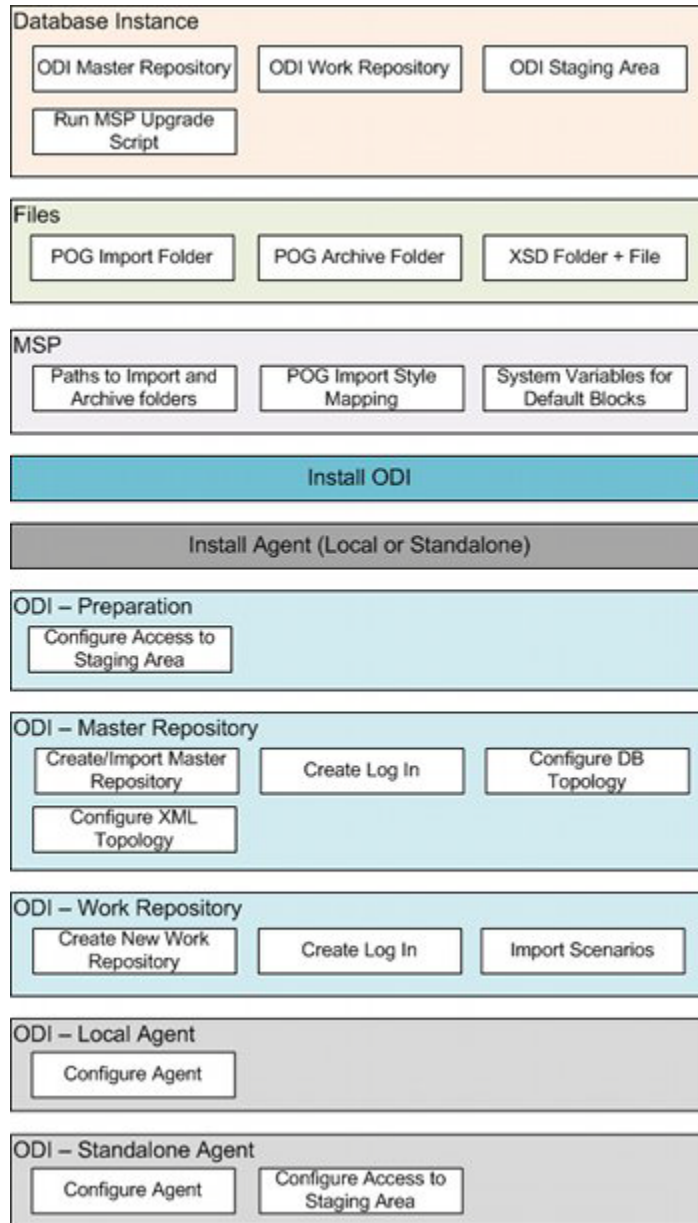 Database Instance
ODI Master Repository
ODI Work Repository
ODI Staging Area
Run MSP Upgrade
Script
Files
POG Import Folder
POG Archive Folder
XSD Folder + File
MSP
Paths to Import and
Archive folders
POG Import Style
Mapping
System Variables for
Default Blocks
Install ODI
Install Agent (Local or Standalone)
ODI – Preparation
Configure Access to
Staging Area
ODI – Master Repository
Create/Import Master
Repository
Create Log In
Configure DB
Topology
Configure XML
Topology
ODI – Work Repository
Create New Work
Repository
Create Log In
Import Scenarios
ODI – Local Agent
Configure Agent
ODI – Standalone Agent
Configure Agent
Configure Access to
Staging Area